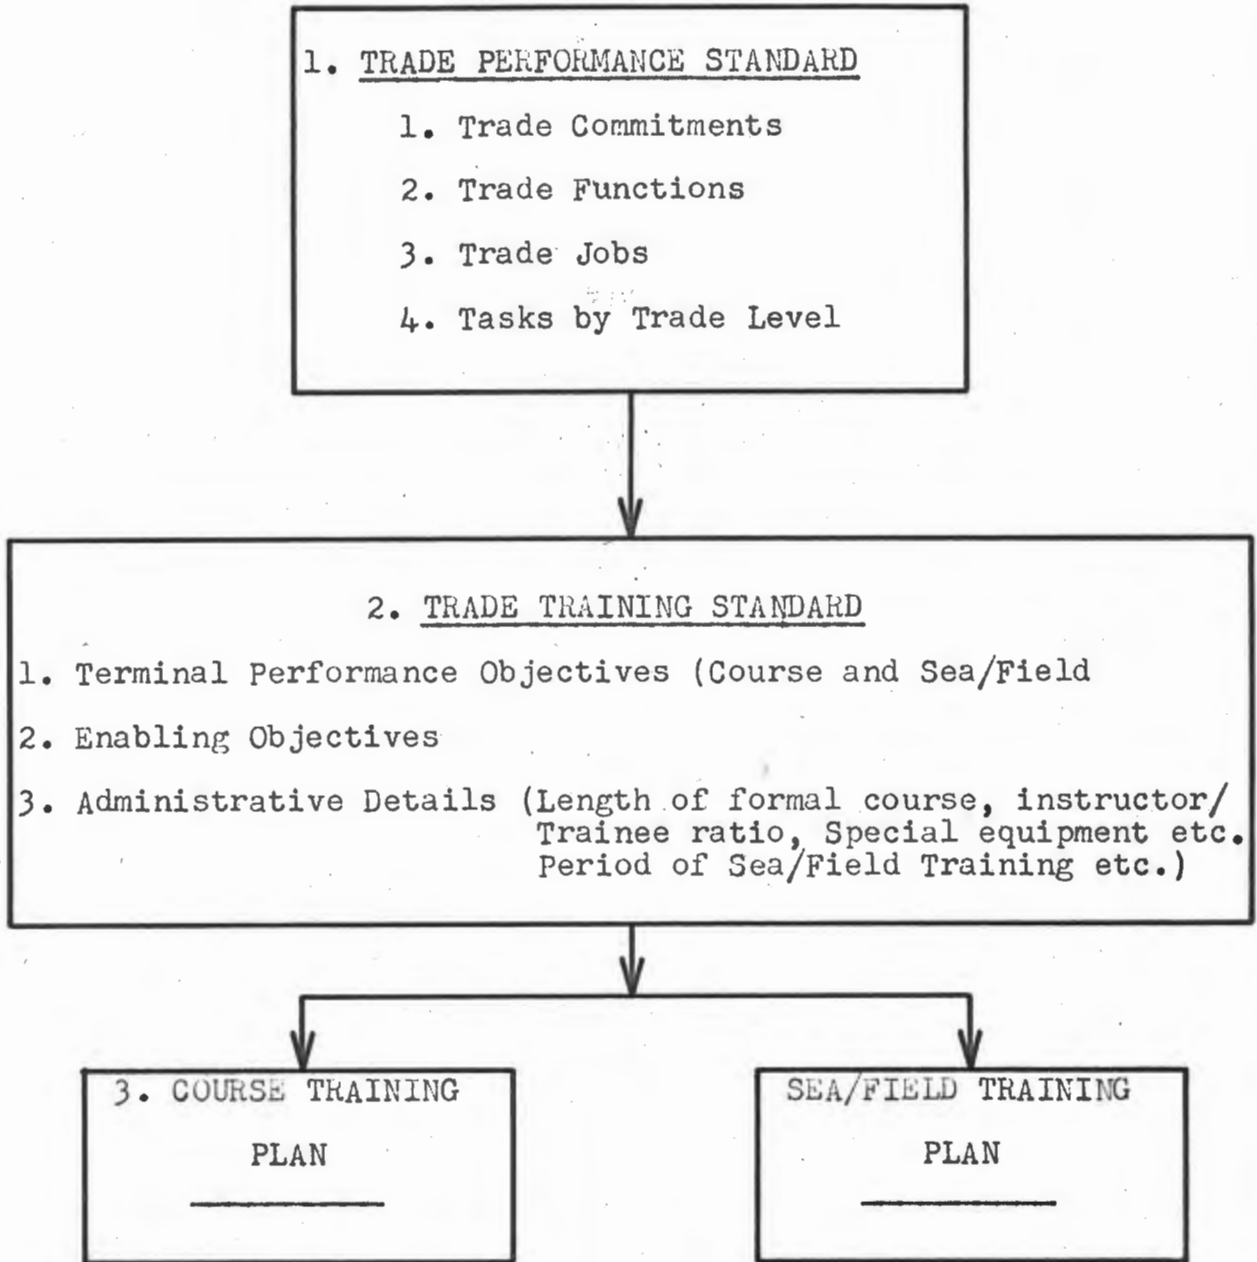 1. TRADE PERFORMANCE STANDARD
1. Trade Commitments
2. Trade Functions
3. Trade Jobs
4. Tasks by Trade Level
2. TRADE TRAINING STANDARD
1. Terminal Performance Objectives (Course and Sea/Field
2. Enabling Objectives
3. Administrative Details (Length of formal course, instructor/
Trainee ratio, Special equipment etc.
Period of Sea/Field Training etc.)
3. COURSE TRAINING
PLAN
SEA/FIELD TRAINING
PLAN